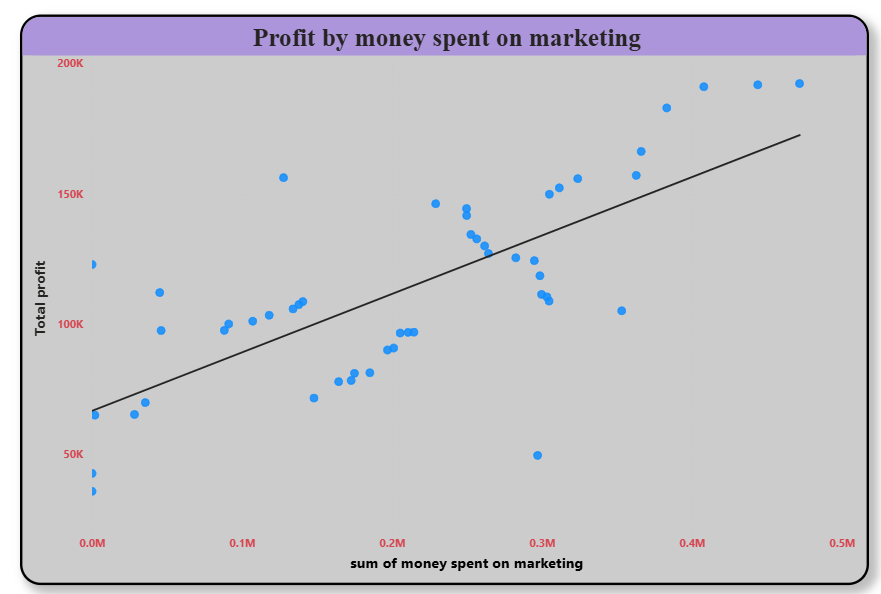 Profit by money spent on marketing
200K
150K
100K
50K
Total profit
0.0M 0.1M 0.2M 0.3M 0.4M 0.5M
sum of money spent on marketing